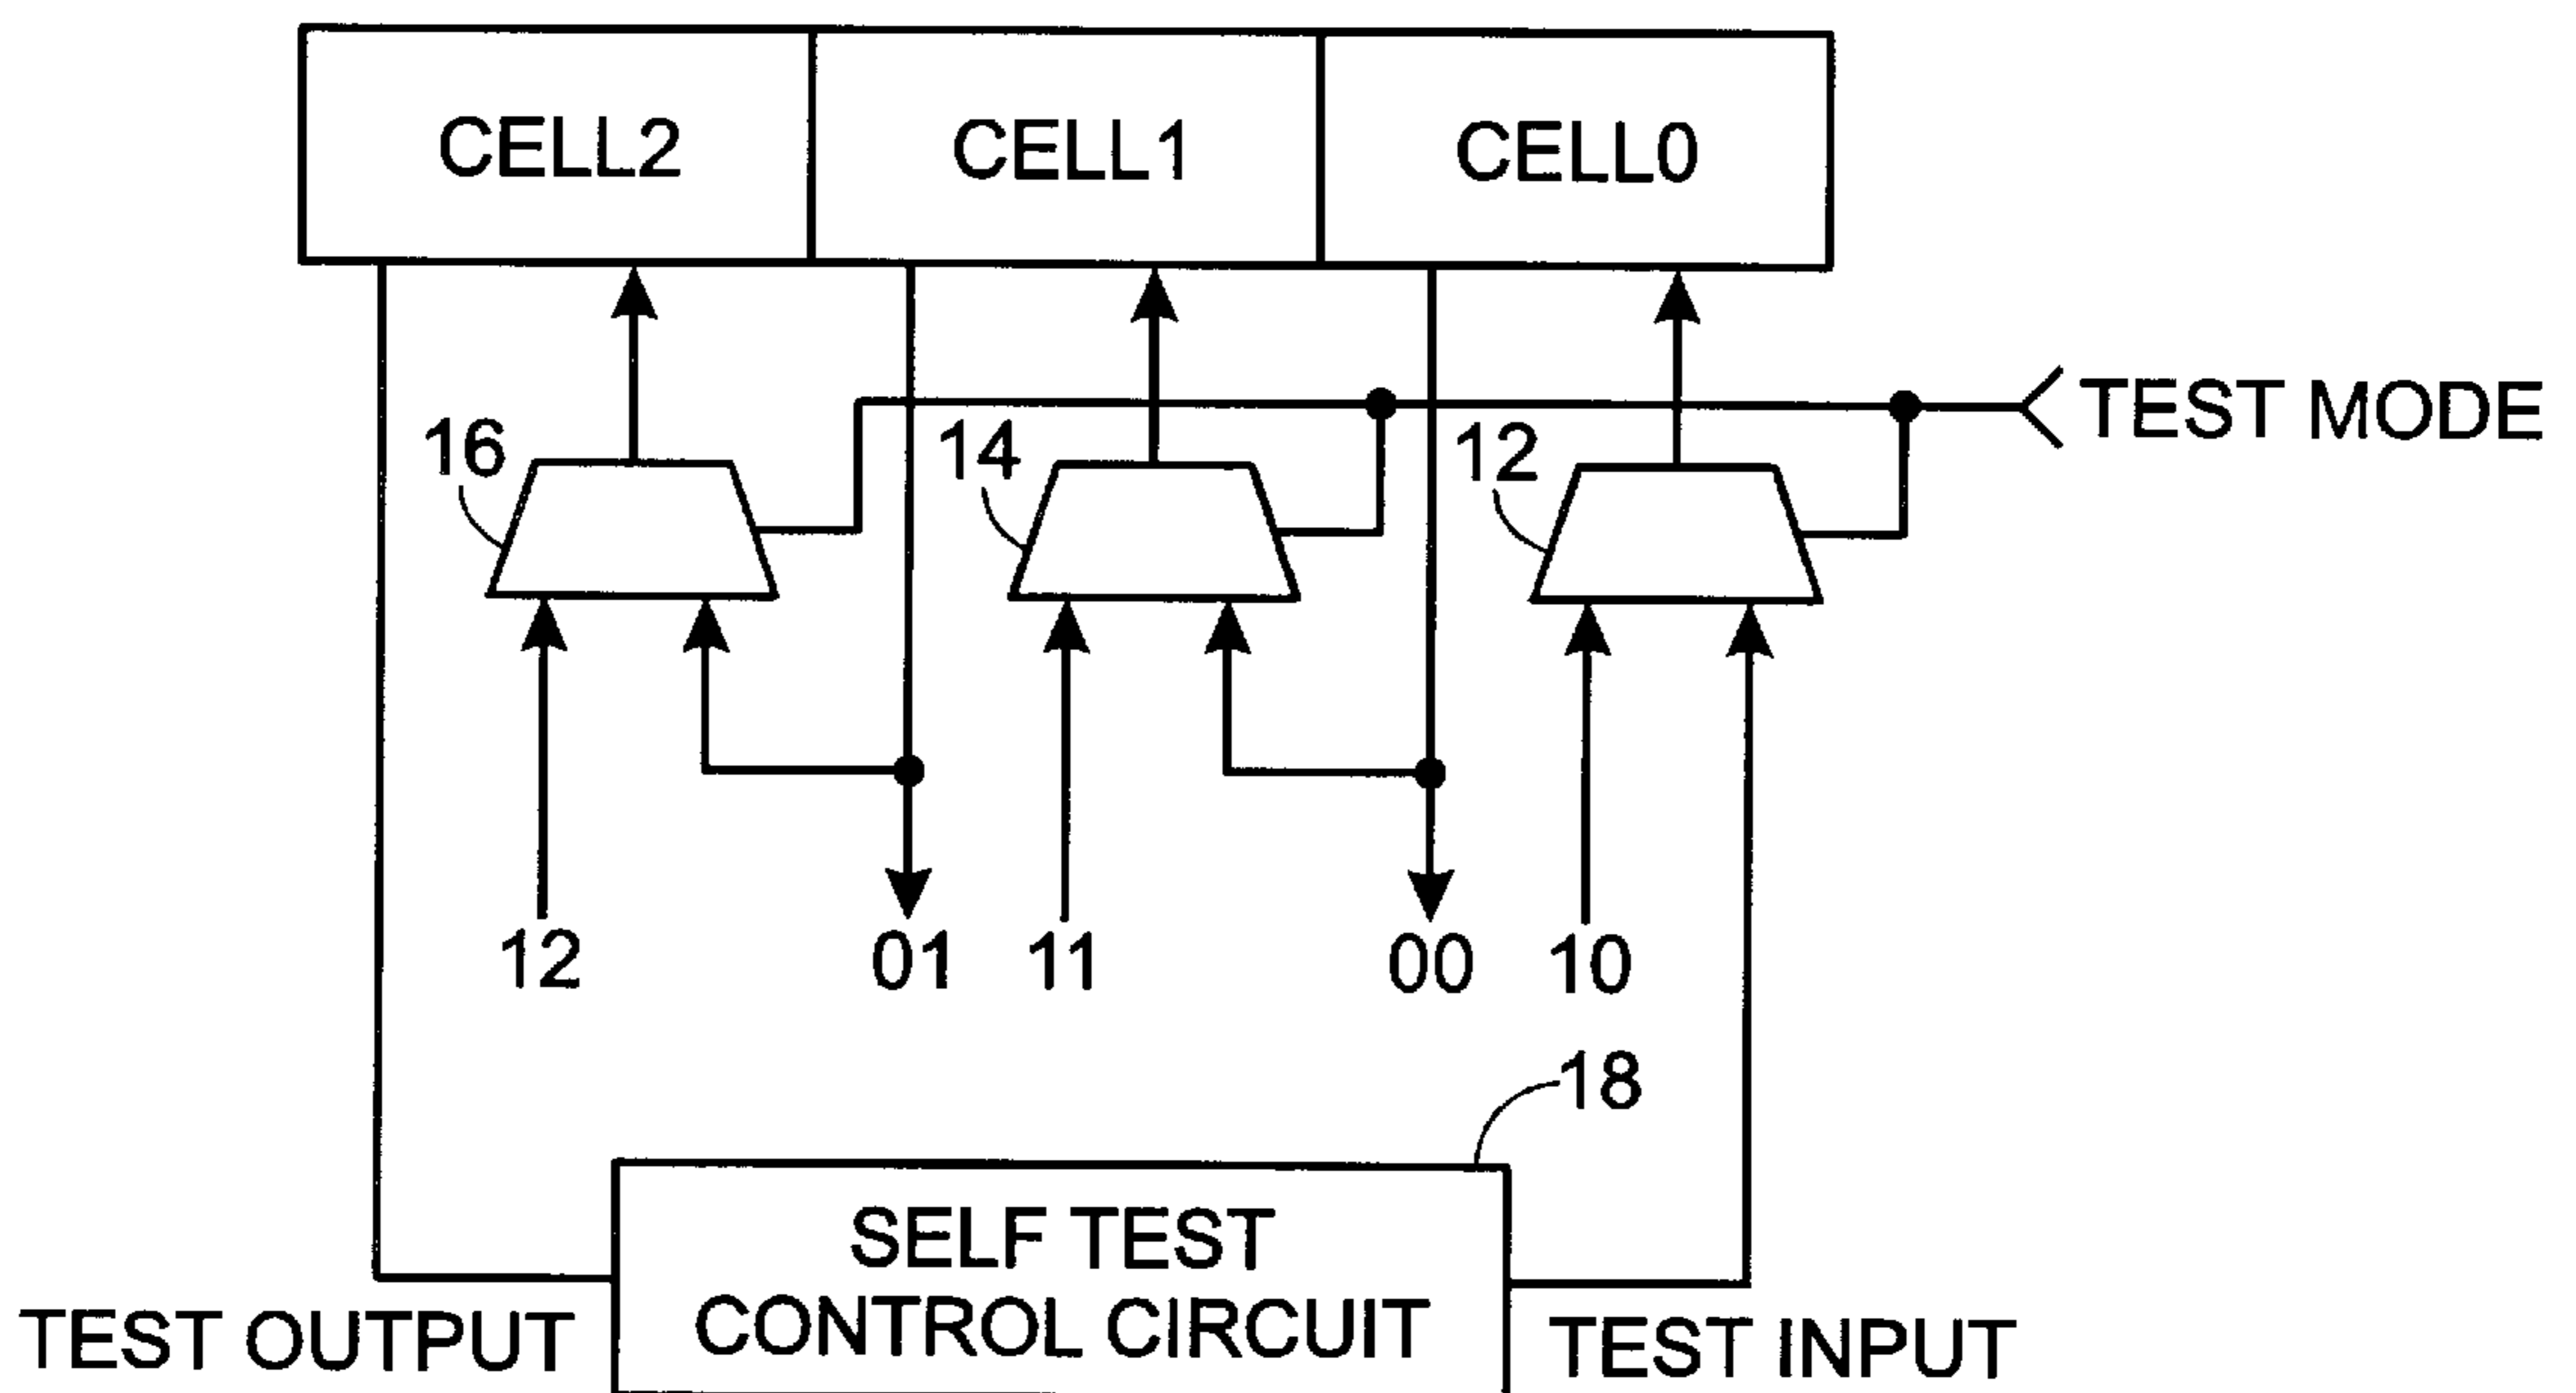 CELL2 CELL1 CELL0
TEST MODE
16 14 12
12 01 11 00 10
18
SELF TEST
CONTROL CIRCUIT
TEST OUTPUT
TEST INPUT